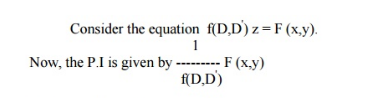 Consider the equation f(D,D') z = F (x,y).
1
Now, the P.I is given by --------- F (x,y)
f(D,D')